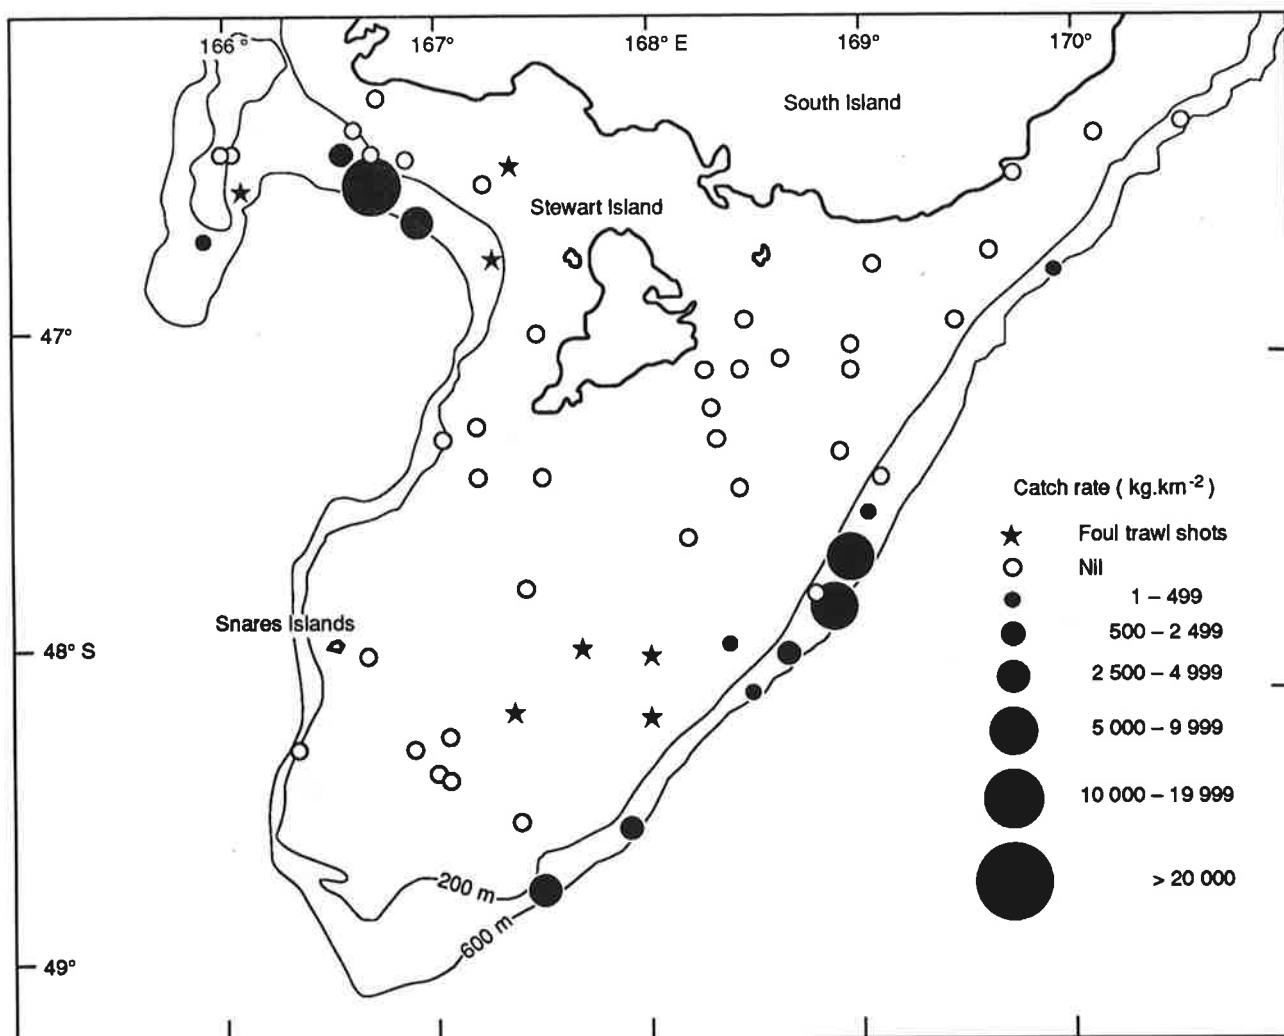 166° 167° 168° E 169° 170°
South Island
Stewart Island
47°
Catch rate ( kg.km-2 )
Foul trawl shots
Nil
1 – 499
Snares Islands
500 – 2 499
48° S
2 500 – 4 999
5 000 – 9 999
10 000 – 19 999
200 m
> 20 000
600 m
49°